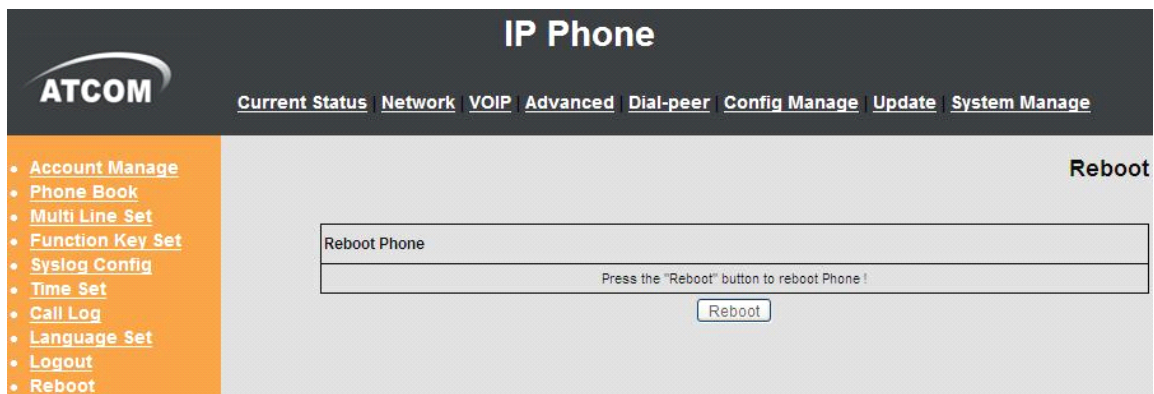 IP Phone
ATCOM
Current Status | Network | VOIP | Advanced | Dial-peer | Config Manage | Update | System Manage
Account Manage
Phone Book
Multi Line Set
Function Key Set
Syslog Config
Time Set
Call Log
Language Set
Logout
Reboot
Reboot
Reboot Phone
Press the "Reboot" button to reboot Phone !
Reboot